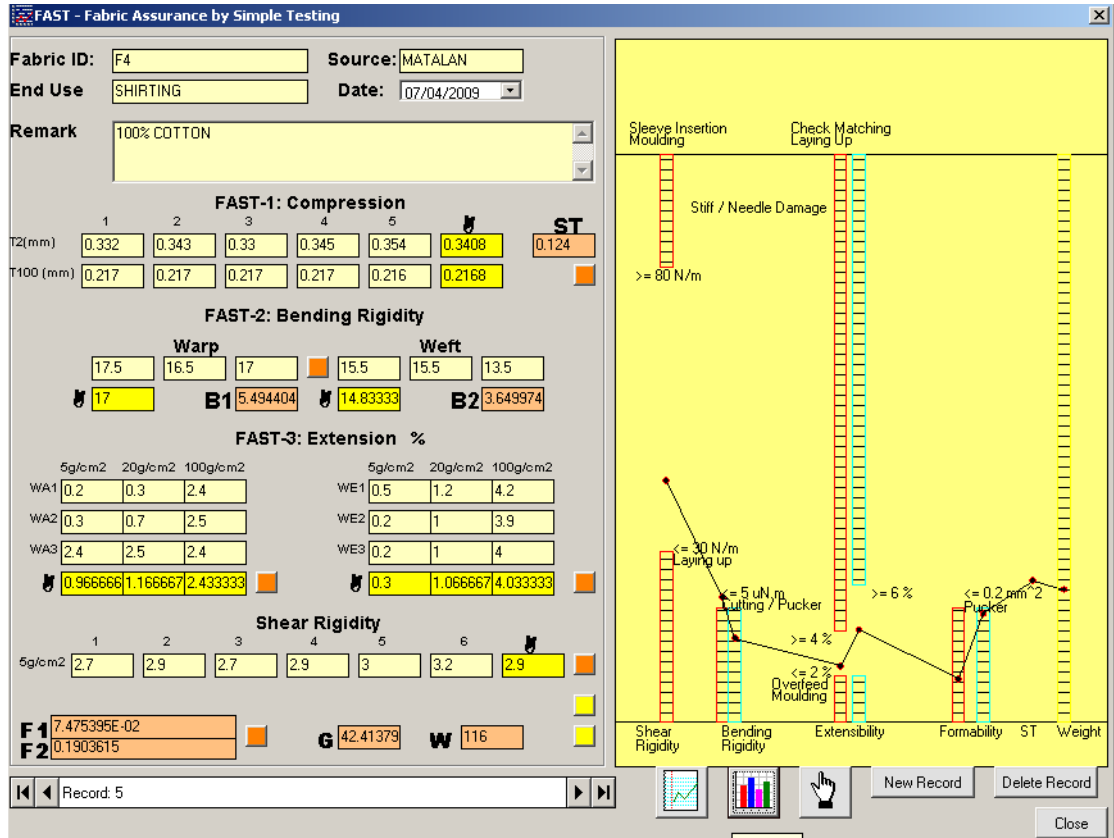 FAST - Fabric Assurance by Simple Testing
Fabric ID: F4 Source: MATALAN
End Use SHIRTING Date: 07/04/2009
Remark 100% COTTON
FAST-1: Compression
1 2 3 4 5 ST
T2(mm) 0.332 0.343 0.33 0.345 0.354 0.3408 0.124
T100 (mm) 0.217 0.217 0.217 0.217 0.216 0.2168
FAST-2: Bending Rigidity
Warp Weft
17.5 16.5 17 15.5 15.5 13.5
17 B1 5.494404 14.83333 B2 3.649974
FAST-3: Extension %
5g/cm2 20g/cm2 100g/cm2 5g/cm2 20g/cm2 100g/cm2
WA1 0.2 0.3 2.4 WE1 0.5 1.2 4.2
WA2 0.3 0.7 2.5 WE2 0.2 1 3.9
WA3 2.4 2.5 2.4 WE3 0.2 1 4
0.966666 1.166667 2.433333 0.3 1.066667 4.033333
Shear Rigidity
1 2 3 4 5 6
5g/cm2 2.7 2.9 2.7 2.9 3 3.2 2.9
F1 7.475395E-02
F2 0.1903615
G 42.41379 W 116
Record: 5
Sleeve Insertion Check Matching
Moulding Laying Up
Stiff / Needle Damage
>= 80 N/m
<= 30 N/m
Laying up
<= 5 uN.m >= 6 % <= 0.2 mm^2
Cutting / Pucker Pucker
>= 4 %
<= 2 %
Overfeed
Moulding
Shear Bending Extensibility Formability ST Weight
Rigidity Rigidity
New Record Delete Record
Close